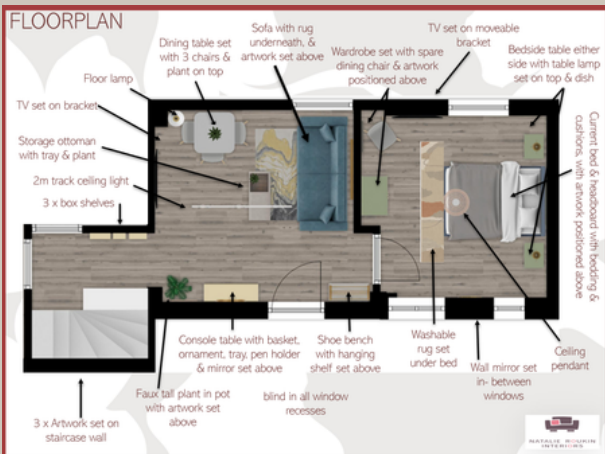 FLOORPLAN
Floor lamp
Dining table set
with 3 chairs &
plant on top
Sofa with rug
underneath, &
artwork set above
Wardrobe set with spare
dining chair & artwork
positioned above
TV set on moveable
bracket
Bedside table either
side with table lamp
set on top & dish
TV set on bracket
Storage ottoman
with tray & plant
2m track ceiling light
3 x box shelves
Current bed & headboard with bedding &
cushions, with artwork positioned above
3 x Artwork set on
staircase wall
Faux tall plant in pot
with artwork set
above
Console table with basket,
ornament, tray, pen holder
& mirror set above
blind in all window
recesses
Shoe bench
with hanging
shelf set above
Washable
rug set
under bed
Wall mirror set
in- between
windows
Ceiling
pendant
NATALIE
INTERIORS